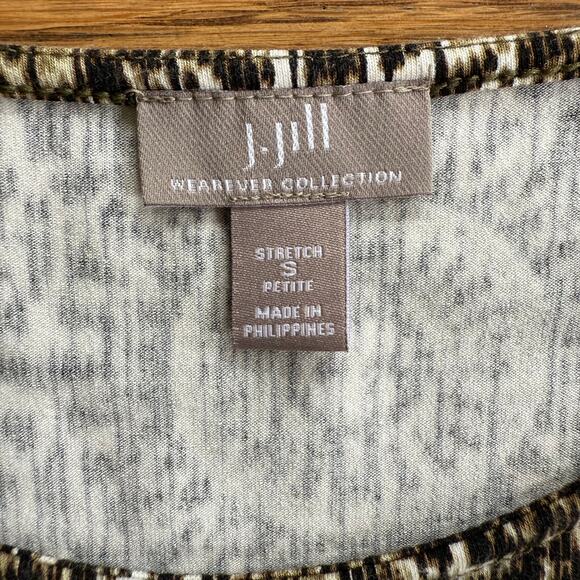 J.Jill
WEAREVER COLLECTION
STRETCH
S
PETITE
MADE IN
PHILIPPINES